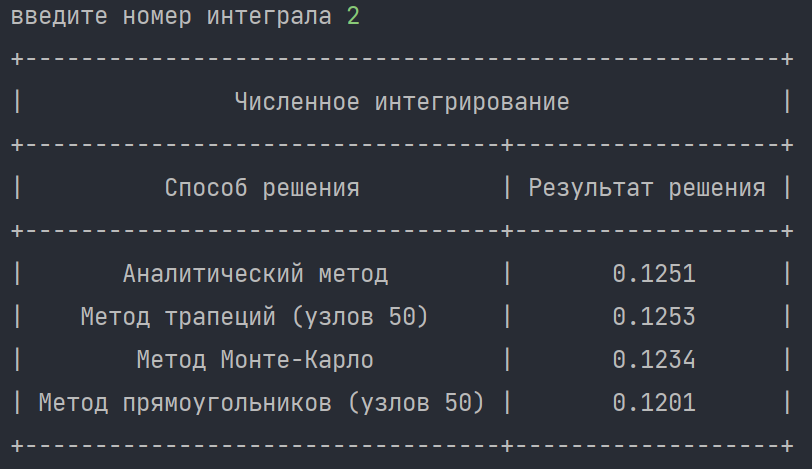 введите номер интеграла 2
+------------------------------------------------------+
|               Численное интегрирование               |
+----------------------------------+-------------------+
|          Способ решения          | Результат решения |
+----------------------------------+-------------------+
|       Аналитический метод        |       0.1251      |
|    Метод трапеций (узлов 50)     |       0.1253      |
|        Метод Монте-Карло         |       0.1234      |
| Метод прямоугольников (узлов 50) |       0.1201      |
+----------------------------------+-------------------+